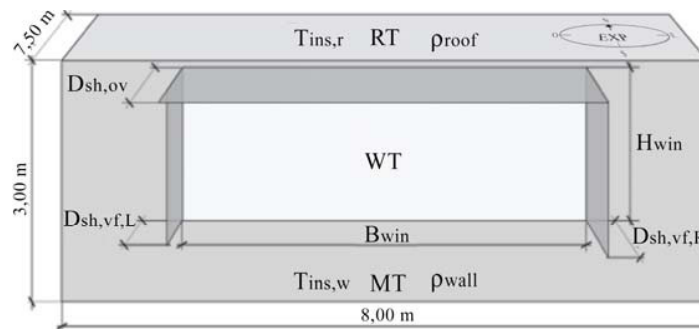 7,50 m
Tins,r RT ρroof
EXP
Dsh,ov
3,00 m
Hwin
WT
Dsh,vf,L
Bwin
Dsh,vf,R
Tins,w MT ρwall
8,00 m